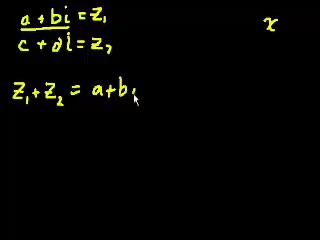 a + bi = z₁
x
c + di = z₂
z₁ + z₂ = a + b